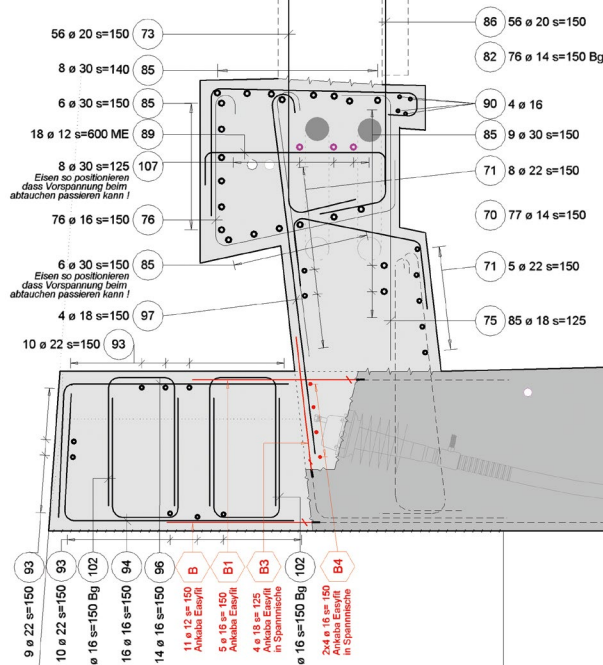 56 ø 20 s=150 73
8 ø 30 s=140 85
6 ø 30 s=150 85
18 ø 12 s=600 ME 89
8 ø 30 s=125 107
Eisen so positionieren
dass Vorspannung beim
abtauchen passieren kann !
76 ø 16 s=150 76
6 ø 30 s=150 85
Eisen so positionieren
dass Vorspannung beim
abtauchen passieren kann !
4 ø 18 s=150 97
10 ø 22 s=150 93
86 56 ø 20 s=150
82 76 ø 14 s=150 Bg
90 4 ø 16
85 9 ø 30 s=150
71 8 ø 22 s=150
70 77 ø 14 s=150
71 5 ø 22 s=150
75 85 ø 18 s=125
9 ø 22 s=150 93
10 ø 22 s=150 93
ø 16 s=150 Bg 102
16 ø 16 s=150 94
14 ø 16 s=150 96
B
11 ø 12 s=150
Ankaba Easyfit
B1
5 ø 16 s=150
Ankaba Easyfit
B3
4 ø 18 s=125
Ankaba Easyfit
in Spannnische
ø 16 s=150 Bg 102
B4
2x4 ø 16 s=150
Ankaba Easyfit
in Spannnische